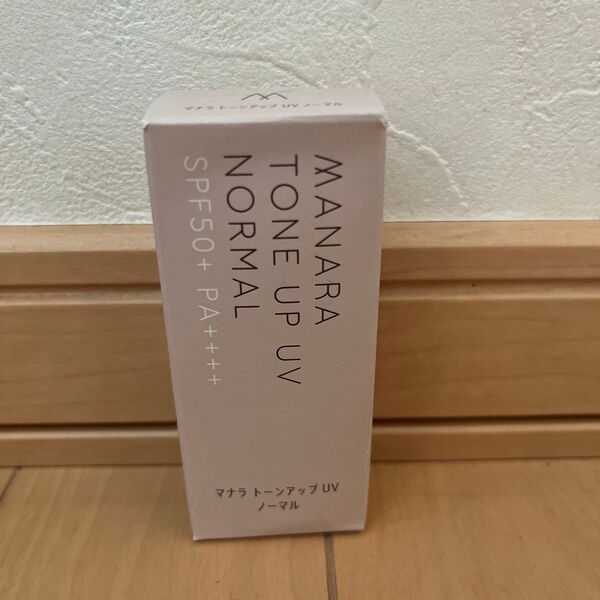 マナラ トーンアップ UV ノーマル
MANARA
TONE UP UV
NORMAL
SPF50+ PA++++
マナラ トーンアップ UV
ノーマル